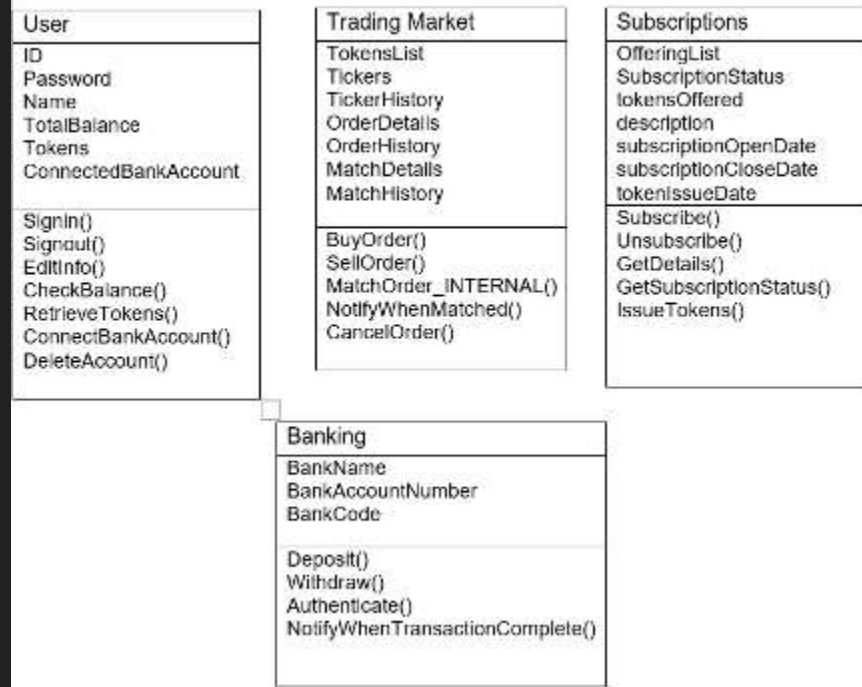 User
ID
Password
Name
TotalBalance
Tokens
ConnectedBankAccount
SignIn()
Signout()
EditInfo()
CheckBalance()
RetrieveTokens()
ConnectBankAccount()
DeleteAccount()
Trading Market
TokensList
Tickers
TickerHistory
OrderDetails
OrderHistory
MatchDetails
MatchHistory
BuyOrder()
SellOrder()
MatchOrder_INTERNAL()
NotifyWhenMatched()
CancelOrder()
Subscriptions
OfferingList
SubscriptionStatus
tokensOffered
description
subscriptionOpenDate
subscriptionCloseDate
tokenIssueDate
Subscribe()
Unsubscribe()
GetDetails()
GetSubscriptionStatus()
IssueTokens()
Banking
BankName
BankAccountNumber
BankCode
Deposit()
Withdraw()
Authenticate()
NotifyWhenTransactionComplete()